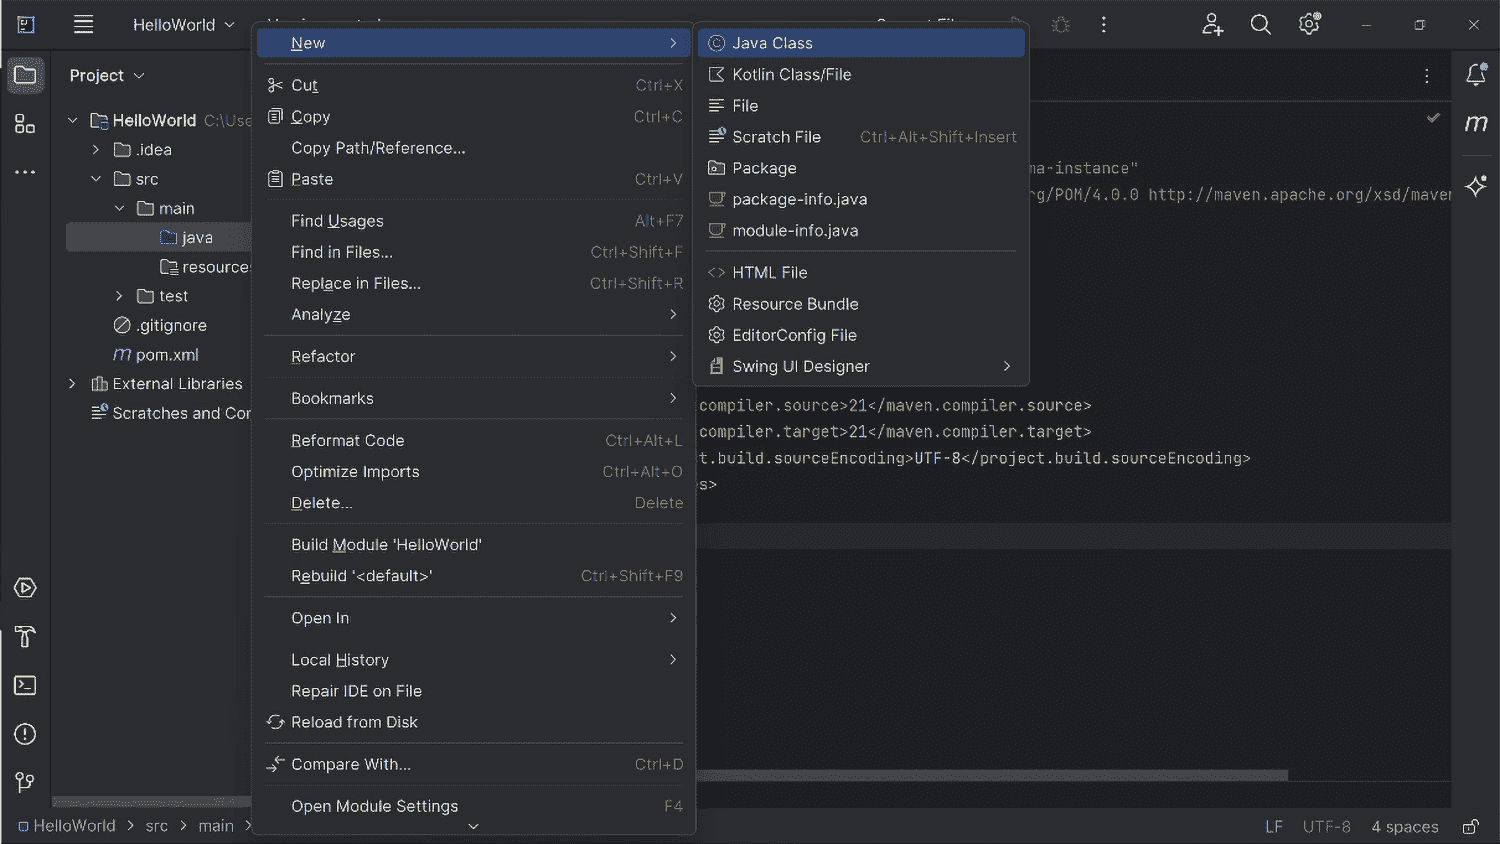 HelloWorld
Project
HelloWorld C:\Use
.idea
src
main
java
resource
test
.gitignore
m pom.xml
External Libraries
Scratches and Co
New
Cut Ctrl+X
Copy Ctrl+C
Copy Path/Reference...
Paste Ctrl+V
Find Usages Alt+F7
Find in Files... Ctrl+Shift+F
Replace in Files... Ctrl+Shift+R
Analyze
Refactor
Bookmarks
Reformat Code Ctrl+Alt+L
Optimize Imports Ctrl+Alt+O
Delete... Delete
Build Module 'HelloWorld'
Rebuild '<default>' Ctrl+Shift+F9
Open In
Local History
Repair IDE on File
Reload from Disk
Compare With... Ctrl+D
Open Module Settings F4
Java Class
Kotlin Class/File
File
Scratch File Ctrl+Alt+Shift+Insert
Package
package-info.java
module-info.java
HTML File
Resource Bundle
EditorConfig File
Swing UI Designer
ma-instance"
rg/POM/4.0.0 http://maven.apache.org/xsd/maven
compiler.source>21</maven.compiler.source>
compiler.target>21</maven.compiler.target>
t.build.sourceEncoding>UTF-8</project.build.sourceEncoding>
s>
m
HelloWorld > src > main >
LF UTF-8 4 spaces